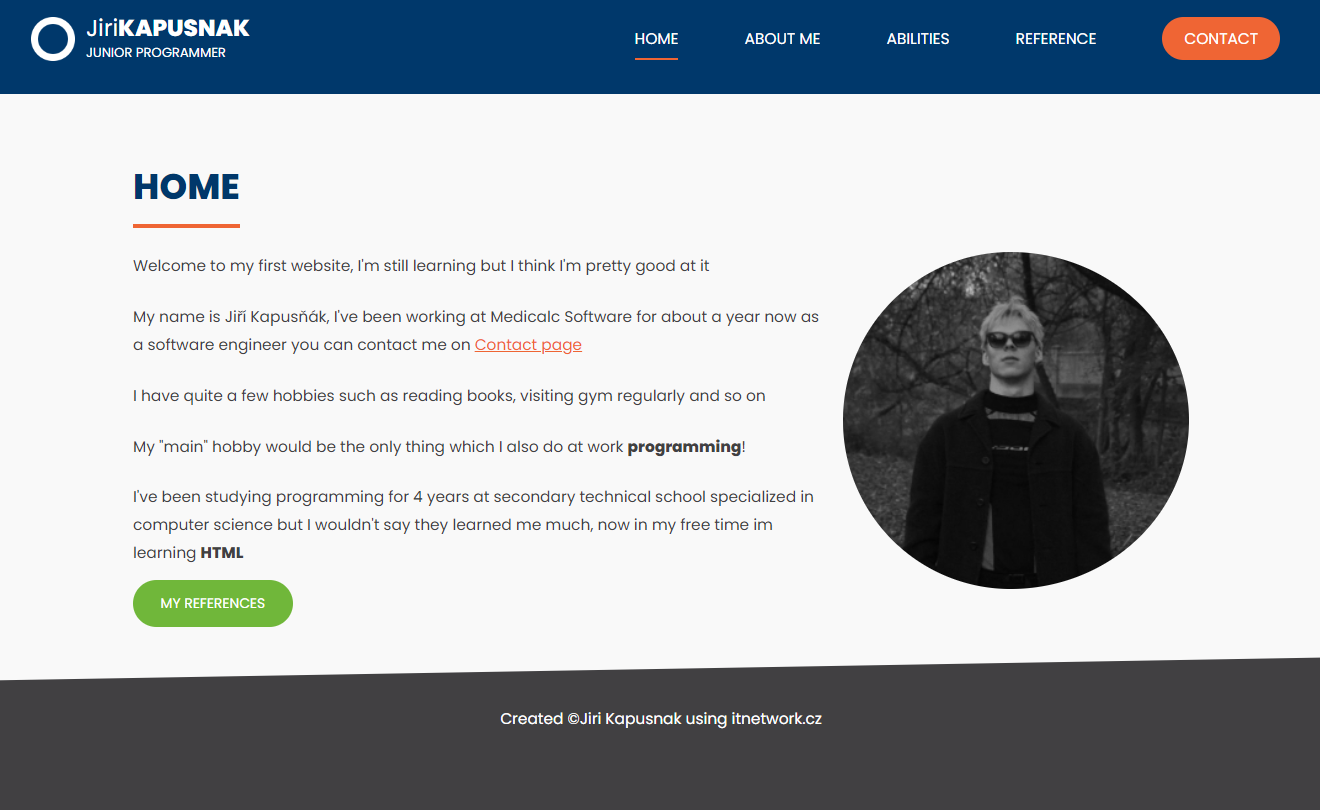 JiriKAPUSNAK
JUNIOR PROGRAMMER
HOME
ABOUT ME
ABILITIES
REFERENCE
CONTACT
HOME
Welcome to my first website, I'm still learning but I think I'm pretty good at it
My name is Jiří Kapusňák, I've been working at Medicalc Software for about a year now as
a software engineer you can contact me on Contact page
I have quite a few hobbies such as reading books, visiting gym regularly and so on
My "main" hobby would be the only thing which I also do at work programming!
I've been studying programming for 4 years at secondary technical school specialized in
computer science but I wouldn't say they learned me much, now in my free time im
learning HTML
MY REFERENCES
Created ©Jiri Kapusnak using itnetwork.cz